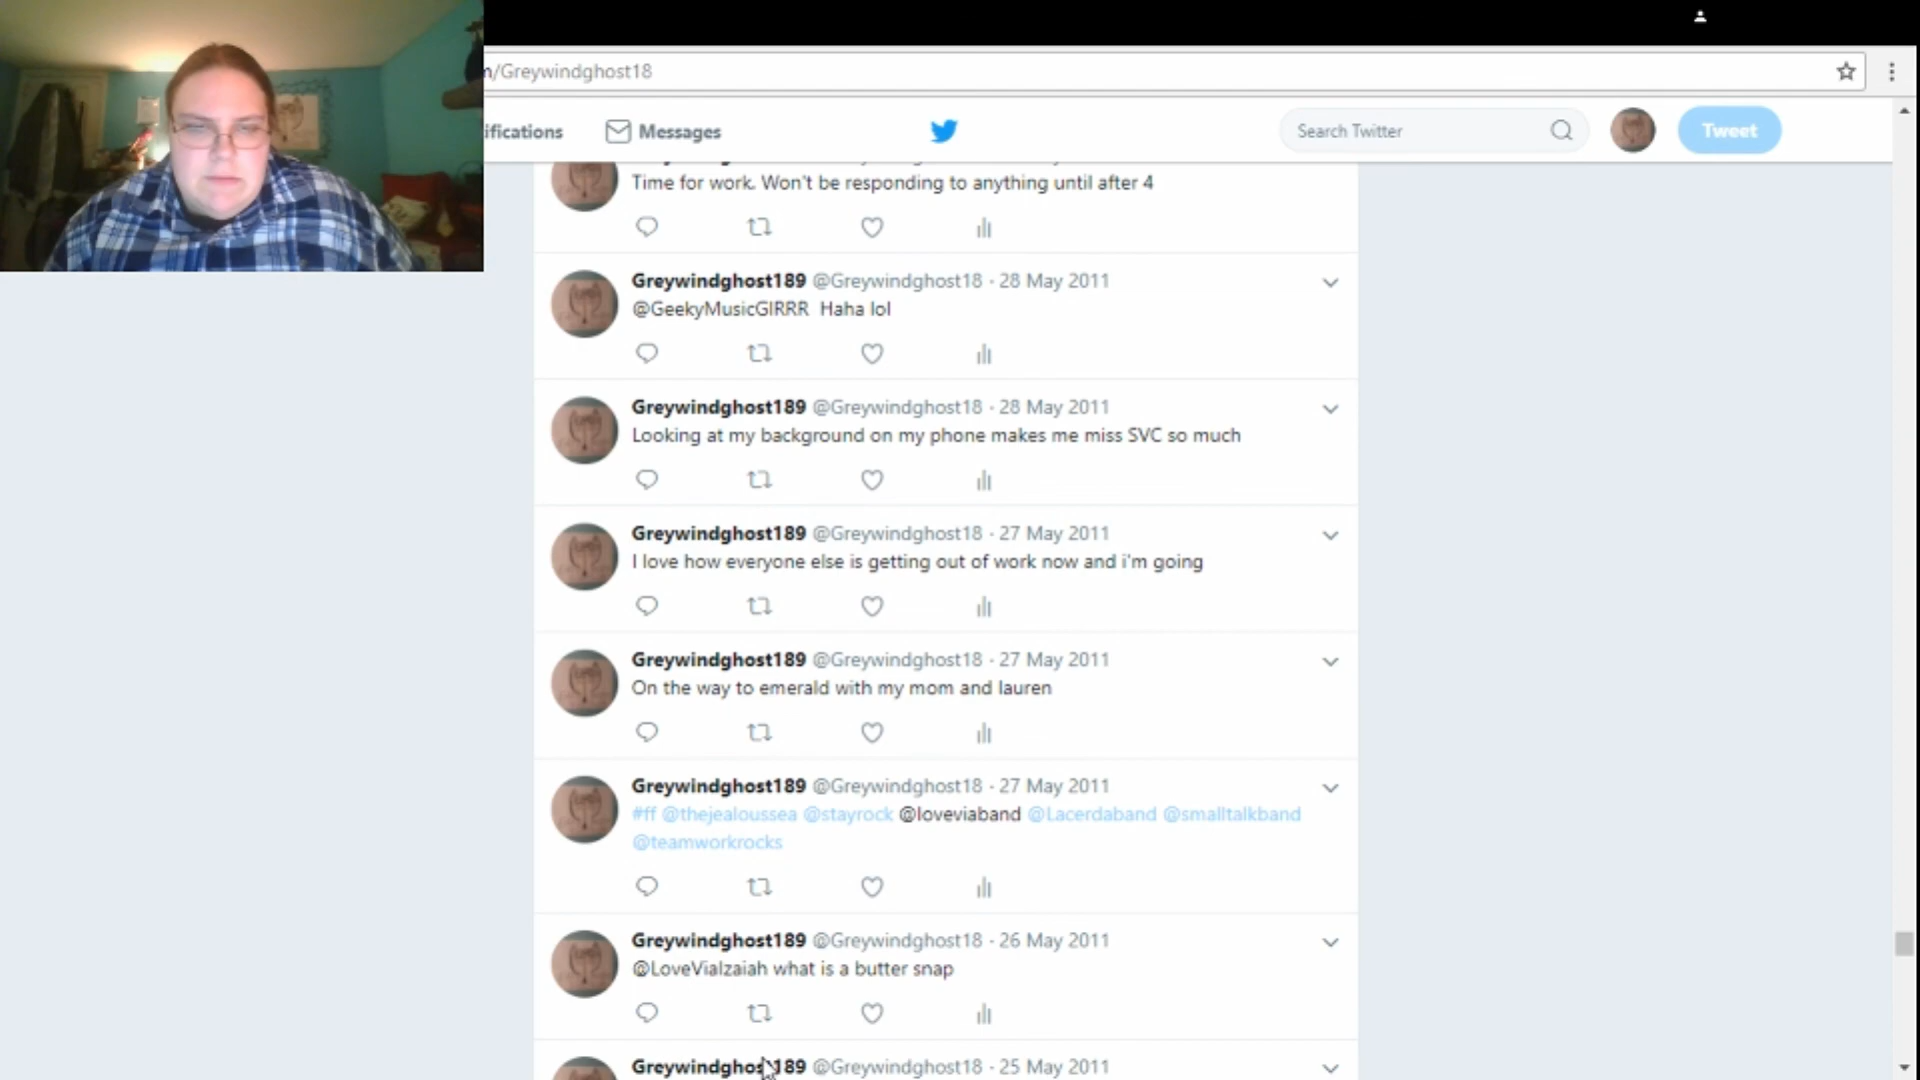 /Greywindghost18
ifications
Messages
Search Twitter
Tweet
Time for work. Won't be responding to anything until after 4
Greywindghost189 @Greywindghost18 · 28 May 2011
@GeekyMusicGIRRR Haha lol
Greywindghost189 @Greywindghost18 · 28 May 2011
Looking at my background on my phone makes me miss SVC so much
Greywindghost189 @Greywindghost18 · 27 May 2011
I love how everyone else is getting out of work now and i'm going
Greywindghost189 @Greywindghost18 · 27 May 2011
On the way to emerald with my mom and lauren
Greywindghost189 @Greywindghost18 · 27 May 2011
#ff @thejealoussea @stayrock @loveviaband @Lacerdaband @smalltalkband
@teamworkrocks
Greywindghost189 @Greywindghost18 · 26 May 2011
@LoveViaIzaiah what is a butter snap
Greywindghost189 @Greywindghost18 · 25 May 2011